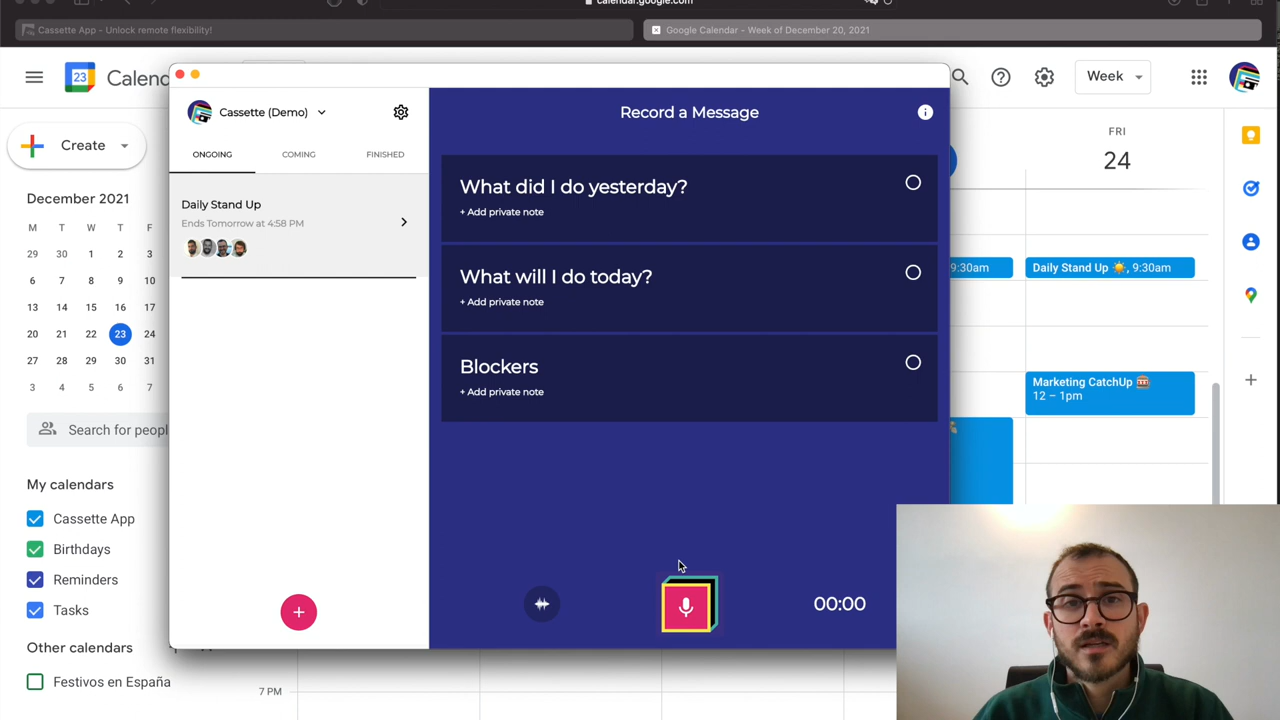 calendar.google.com
Cassette App - Unlock remote flexibility!
Google Calendar - Week of December 20, 2021
23
Week
Create
December 2021
M T W T F
29 30 1 2 3
6 7 8 9 10
13 14 15 16 17
20 21 22 23 24
27 28 29 30 31
3 4 5 6 7
My calendars
Cassette App
Birthdays
Reminders
Tasks
Other calendars
Festivos en España
Cassette (Demo)
ONGOING
COMING
FINISHED
Daily Stand Up
Ends Tomorrow at 4:58 PM
+
Record a Message
What did I do yesterday?
+ Add private note
What will I do today?
+ Add private note
Blockers
+ Add private note
00:00
FRI
24
9:30am
Daily Stand Up ☀️, 9:30am
Marketing CatchUp
12 – 1pm
7 PM